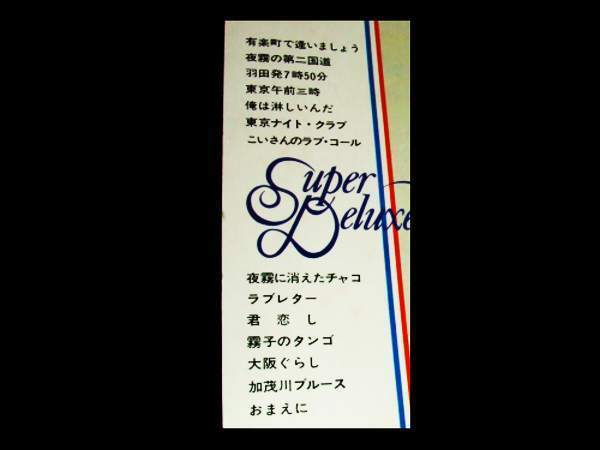 有楽町で逢いましょう
夜霧の第二国道
羽田発7時50分
東京午前三時
俺は淋しいんだ
東京ナイト・クラブ
こいさんのラブ・コール
Super
Deluxe
夜霧に消えたチャコ
ラブレター
君恋し
霧子のタンゴ
大阪ぐらし
加茂川ブルース
おまえに